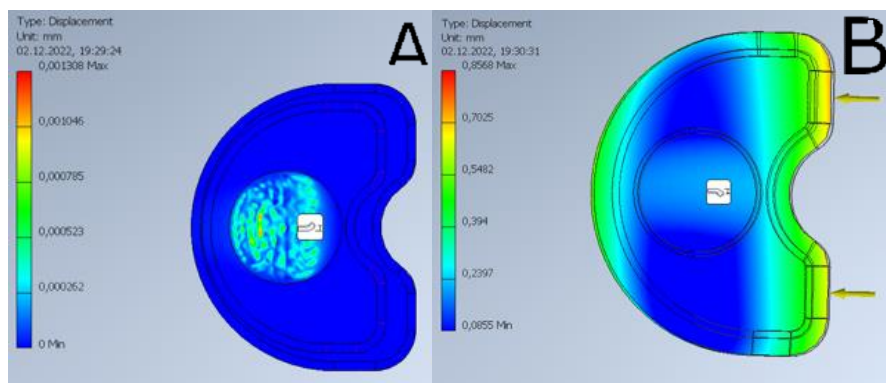 Type: Displacement
Unit: mm
02.12.2022, 19:29:24
0,001308 Max
0,001046
0,000785
0,000523
0,000262
0 Min
A
Type: Displacement
Unit: mm
02.12.2022, 19:30:31
0,8568 Max
0,7025
0,5482
0,394
0,2397
0,0855 Min
B